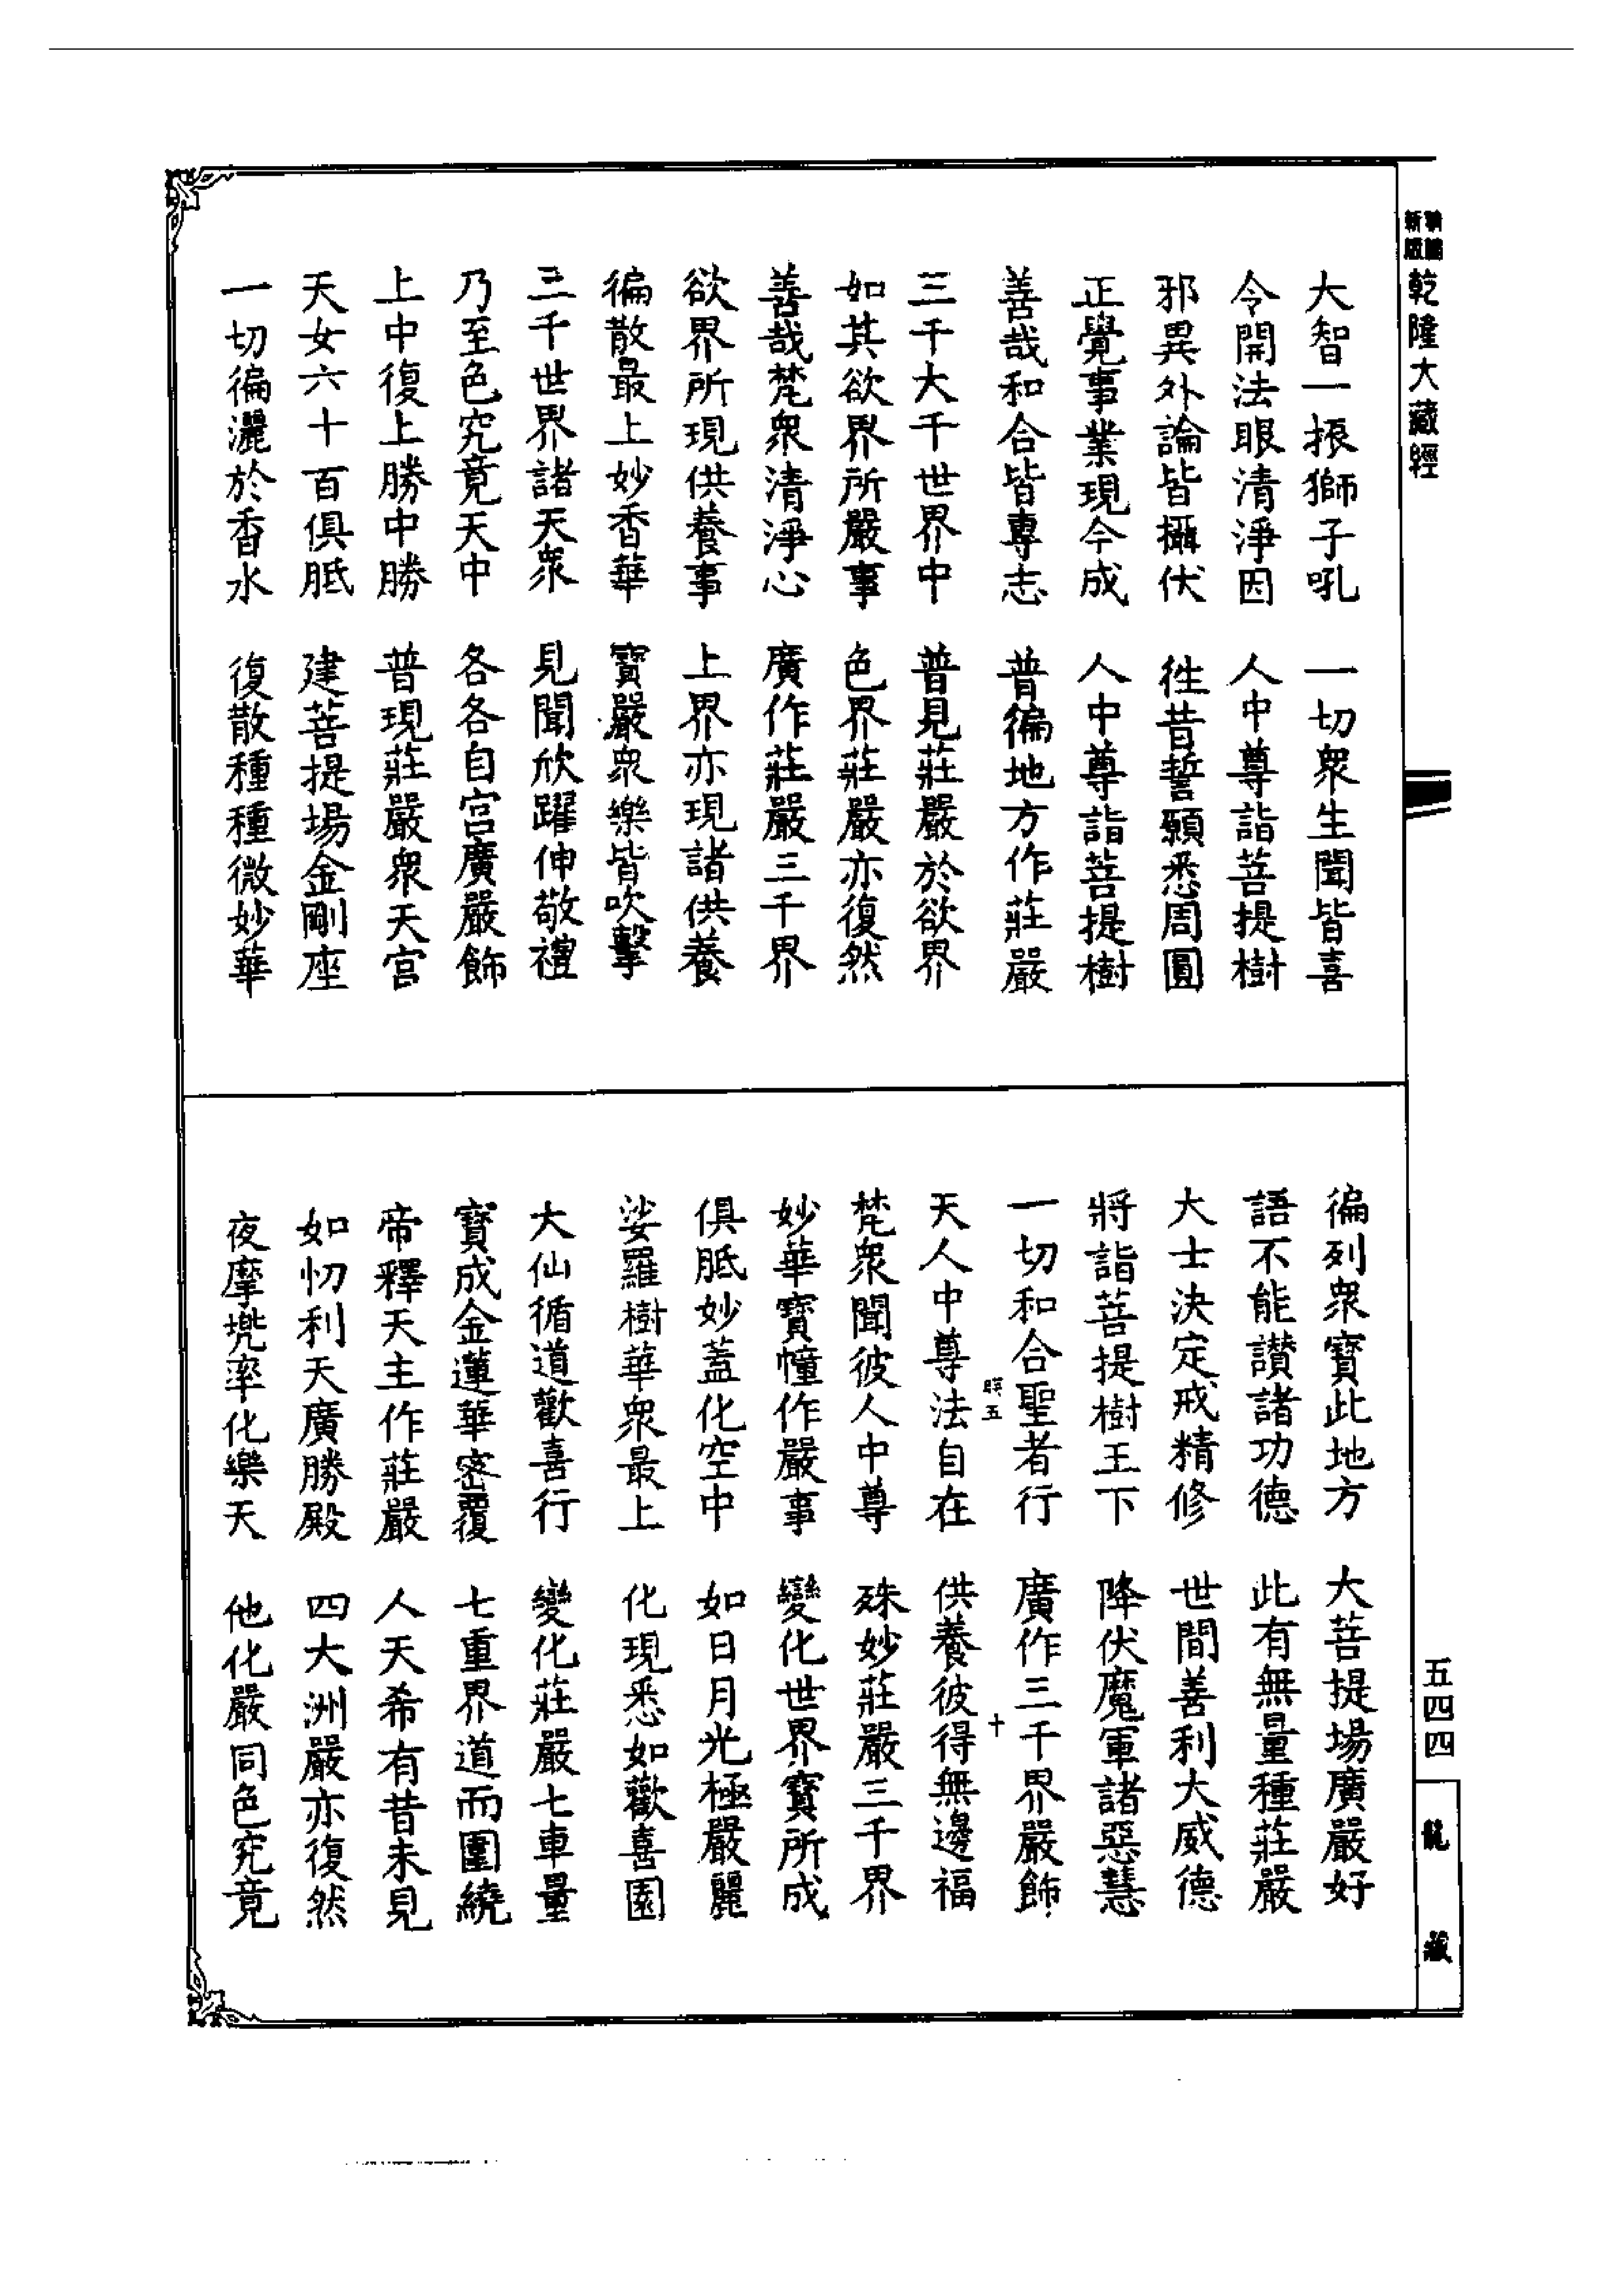 新編
縮版
乾隆大藏經
大智一振獅子吼　一切衆生聞皆喜
令開法眼清淨因　人中尊詣菩提樹
邪異外論皆攝伏　徃昔誓願悉周圓
正覺事業現今成　人中尊詣菩提樹
善哉和合皆專志　普徧地方作莊嚴
三千大千世界中　普見莊嚴於欲界
如其欲界所嚴事　色界莊嚴亦復然
善哉梵衆清淨心　廣作莊嚴三千界
欲界所現供養事　上界亦現諸供養
徧散最上妙香華　寶嚴衆樂皆吹擊
三千世界諸天衆　見聞欣躍伸敬禮
乃至色究竟天中　各各自宮廣嚴飾
上中復上勝中勝　普現莊嚴衆天宮
天女六十百俱胝　建菩提場金剛座
一切徧灑於香水　復散種種微妙華
徧列衆寶此地方　大菩提場廣嚴好
語不能讃諸功德　此有無量種莊嚴
大士決定戒精修　世間善利大威德
將詣菩提樹王下　降伏魔軍諸惡慧
一切和合聖者行　廣作三千界嚴飾
五　十
天人中尊法自在　供養彼得無邊福
梵衆聞彼人中尊　殊妙莊嚴三千界
妙華寶幢作嚴事　變化世界寶所成
俱胝妙蓋化空中　如日月光極嚴麗
娑羅樹華衆最上　化現悉如歡喜園
大仙循道歡喜行　變化莊嚴七車量
寶成金蓮華密覆　七重界道而圍繞
帝釋天主作莊嚴　人天希有昔未見
如忉利天廣勝殿　四大洲嚴亦復然
夜摩兠率化樂天　他化嚴同色究竟
五四四
龍藏